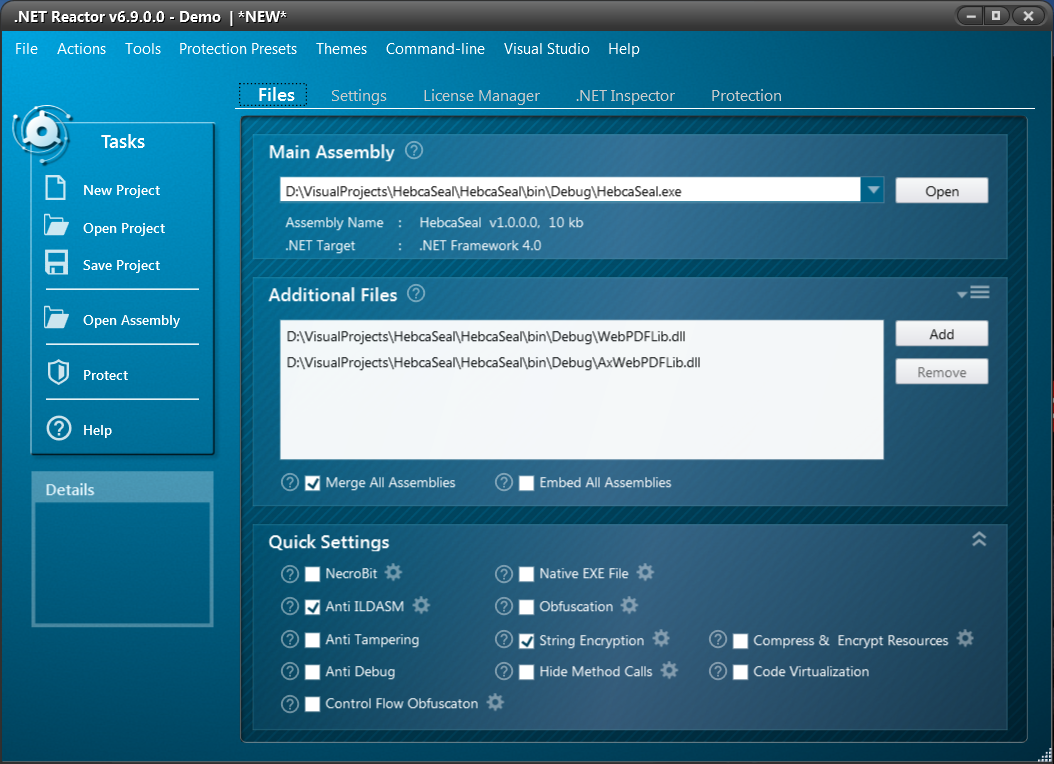 .NET Reactor v6.9.0.0 - Demo | *NEW*
File Actions Tools Protection Presets Themes Command-line Visual Studio Help
Files Settings License Manager .NET Inspector Protection
Tasks
New Project
Open Project
Save Project
Open Assembly
Protect
Help
Details
Main Assembly ?
D:\VisualProjects\HebcaSeal\HebcaSeal\bin\Debug\HebcaSeal.exe Open
Assembly Name : HebcaSeal v1.0.0.0, 10 kb
.NET Target : .NET Framework 4.0
Additional Files ?
D:\VisualProjects\HebcaSeal\HebcaSeal\bin\Debug\WebPDFLib.dll Add
D:\VisualProjects\HebcaSeal\HebcaSeal\bin\Debug\AxWebPDFLib.dll Remove
? Merge All Assemblies ? Embed All Assemblies
Quick Settings
? NecroBit ? Native EXE File
? Anti ILDASM ? Obfuscation
? Anti Tampering ? String Encryption ? Compress & Encrypt Resources
? Anti Debug ? Hide Method Calls ? Code Virtualization
? Control Flow Obfuscaton